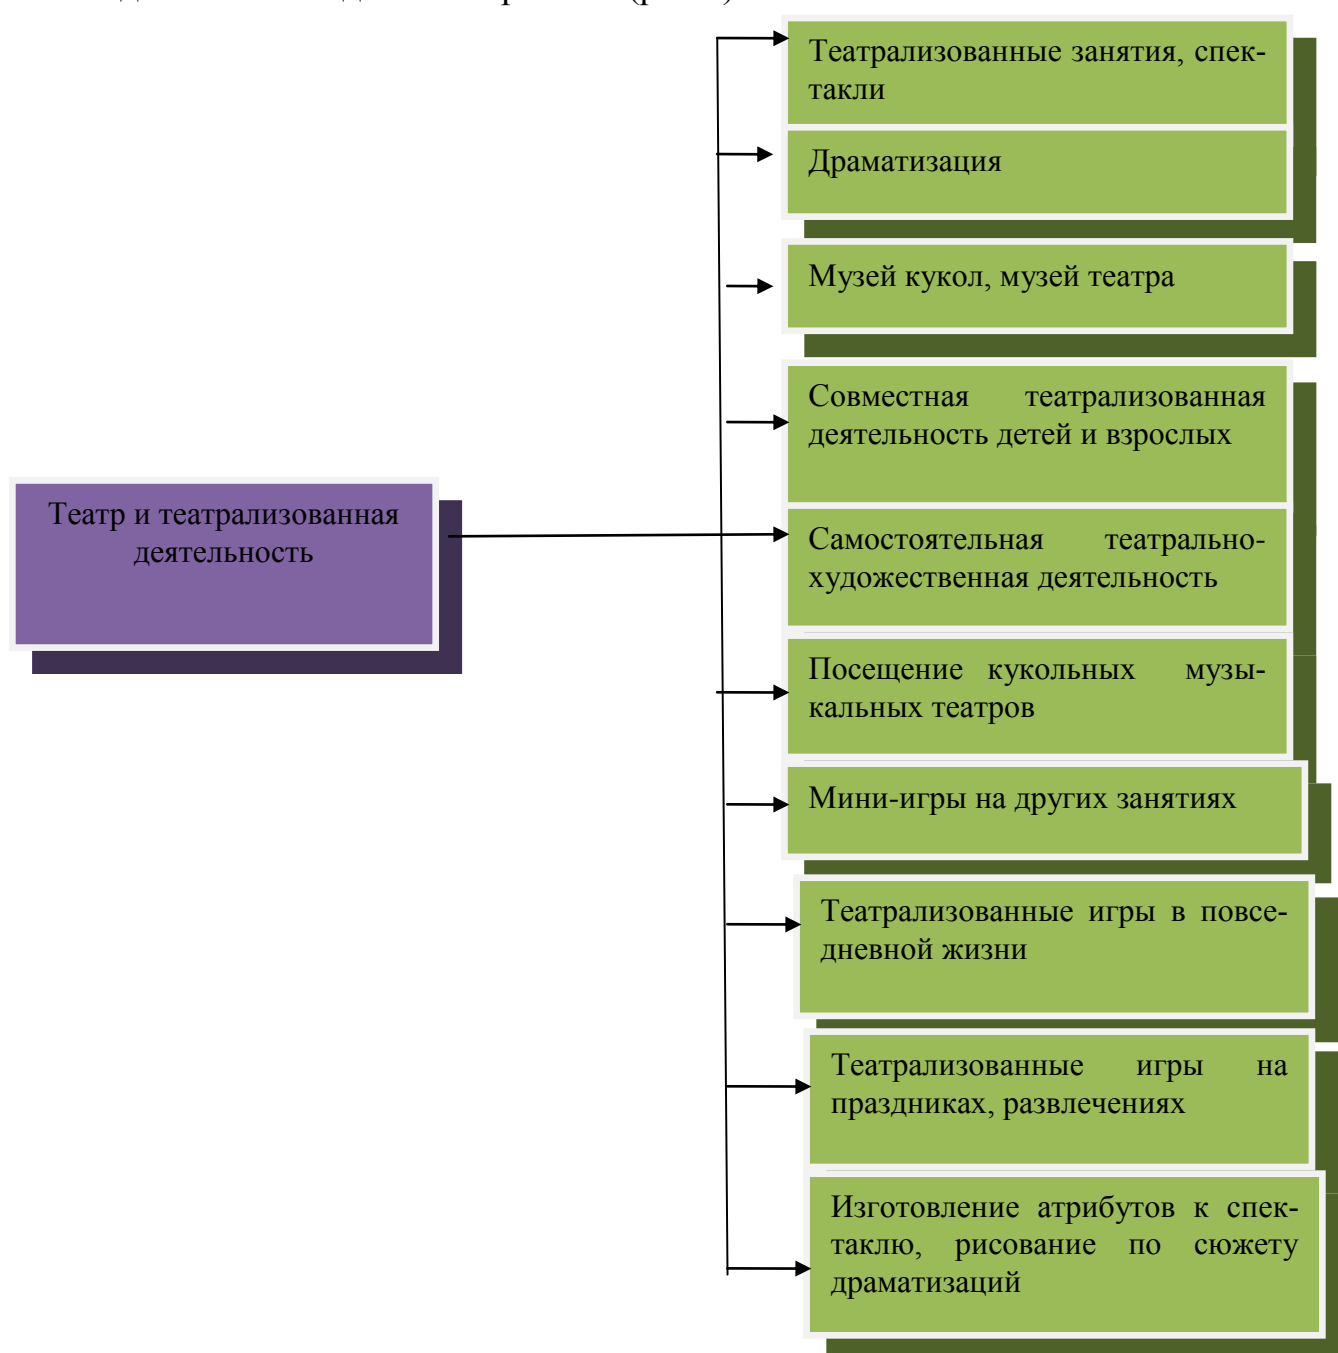 Театрализованные занятия, спек-
такли
Драматизация
Музей кукол, музей театра
Совместная театрализованная
деятельность детей и взрослых
Театр и театрализованная
деятельность
Самостоятельная театрально-
художественная деятельность
Посещение кукольных музы-
кальных театров
Мини-игры на других занятиях
Театрализованные игры в повсе-
дневной жизни
Театрализованные игры на
праздниках, развлечениях
Изготовление атрибутов к спек-
таклю, рисование по сюжету
драматизаций